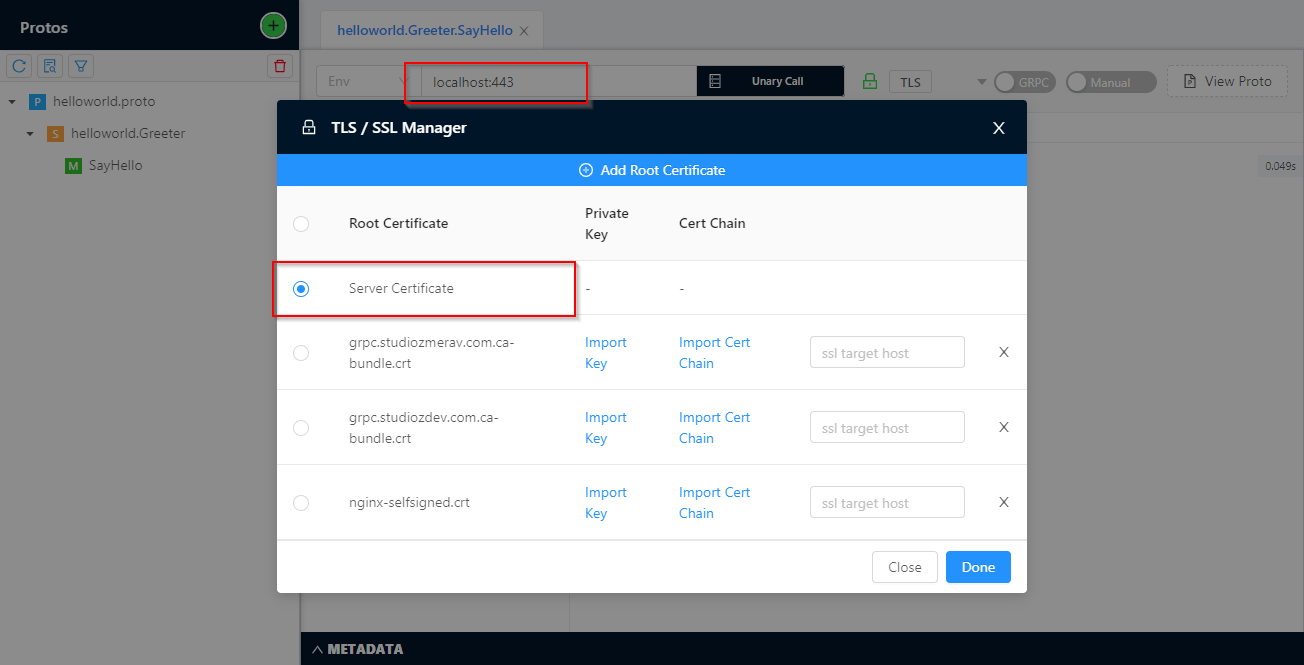 Protos
helloworld.Greeter.SayHello
Env
localhost:443
Unary Call
TLS
GRPC
Manual
View Proto
P helloworld.proto
S helloworld.Greeter
M SayHello
0.049s
TLS / SSL Manager
X
Add Root Certificate
Root Certificate
Private
Key
Cert Chain
Server Certificate
-
-
grpc.studiozmerav.com.ca-
bundle.crt
Import
Key
Import Cert
Chain
ssl target host
X
grpc.studiozdev.com.ca-
bundle.crt
Import
Key
Import Cert
Chain
ssl target host
X
nginx-selfsigned.crt
Import
Key
Import Cert
Chain
ssl target host
X
Close
Done
METADATA